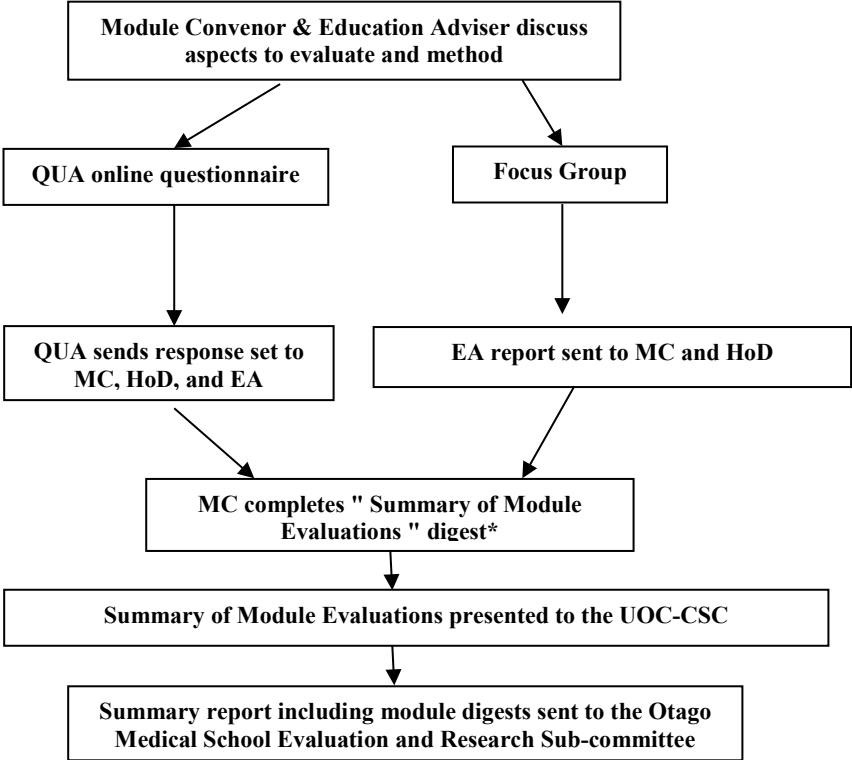 Module Convenor & Education Adviser discuss
aspects to evaluate and method
QUA online questionnaire
Focus Group
QUA sends response set to
MC, HoD, and EA
EA report sent to MC and HoD
MC completes " Summary of Module
Evaluations " digest*
Summary of Module Evaluations presented to the UOC-CSC
Summary report including module digests sent to the Otago
Medical School Evaluation and Research Sub-committee